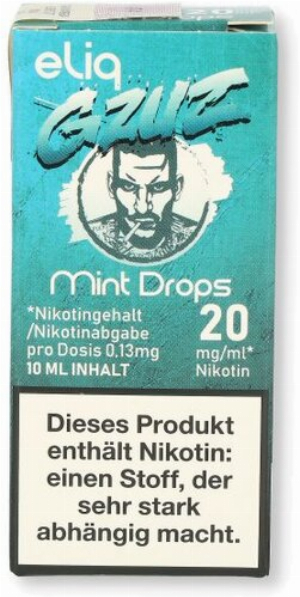 eliq
GZUZ
Mint Drops
*Nikotingehalt
/Nikotinabgabe
pro Dosis 0,13mg
10 ML INHALT
20
mg/ml*
Nikotin
Dieses Produkt
enthält Nikotin:
einen Stoff, der
sehr stark
abhängig macht.